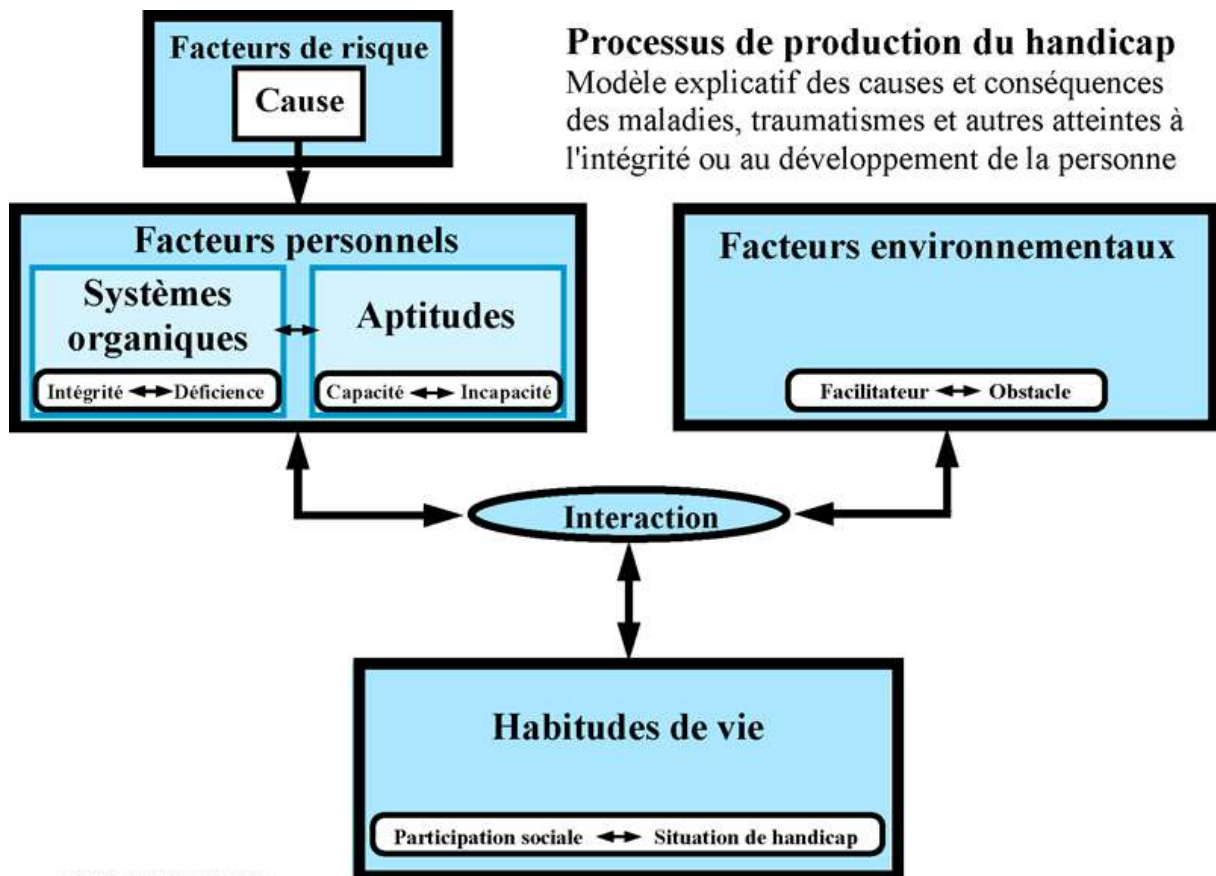 Facteurs de risque
Cause
Processus de production du handicap
Modèle explicatif des causes et conséquences
des maladies, traumatismes et autres atteintes à
l'intégrité ou au développement de la personne
Facteurs personnels
Systèmes
organiques
Intégrité Déficience
Aptitudes
Capacité Incapacité
Facteurs environnementaux
Facilitateur Obstacle
Interaction
Habitudes de vie
Participation sociale Situation de handicap